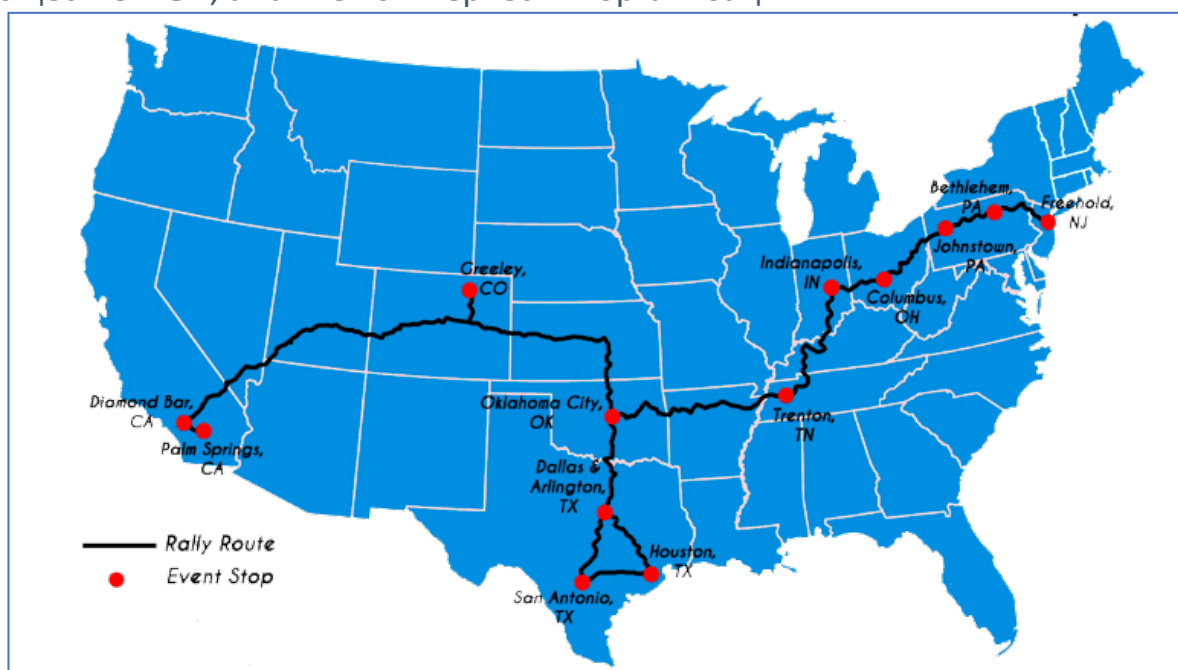 Bethlehem,
PA
Freehold,
NJ
Johnstown,
PA
Indianapolis,
IN
Columbus,
OH
Greeley,
CO
Diamond Bar,
CA
Palm Springs,
CA
Oklahoma City,
OK
Trenton,
TN
Dallas &
Arlington,
TX
Houston,
TX
San Antonio,
TX
Rally Route
Event Stop